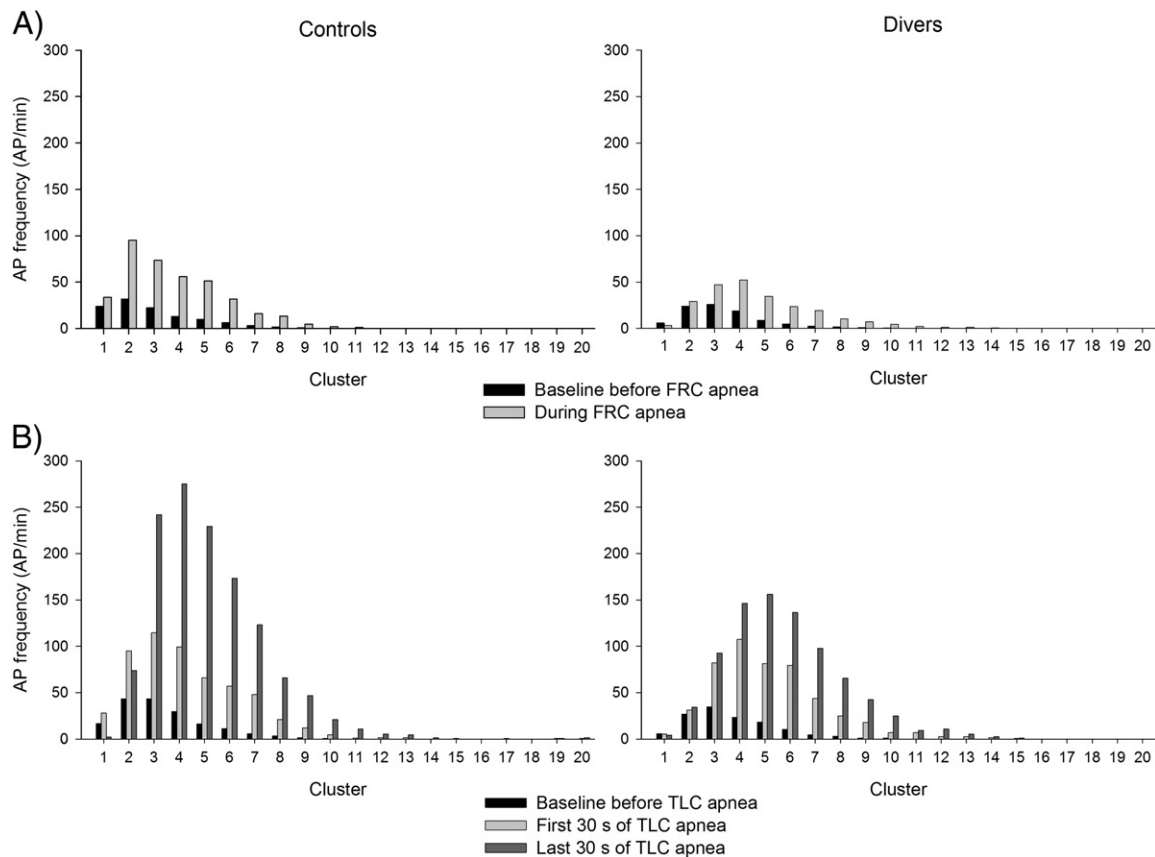 A)
Controls
Divers
AP frequency (AP/min)
300
250
200
150
100
50
0
1 2 3 4 5 6 7 8 9 10 11 12 13 14 15 16 17 18 19 20
Cluster
300
250
200
150
100
50
0
1 2 3 4 5 6 7 8 9 10 11 12 13 14 15 16 17 18 19 20
Cluster
Baseline before FRC apnea
During FRC apnea
B)
AP frequency (AP/min)
300
250
200
150
100
50
0
1 2 3 4 5 6 7 8 9 10 11 12 13 14 15 16 17 18 19 20
Cluster
300
250
200
150
100
50
0
1 2 3 4 5 6 7 8 9 10 11 12 13 14 15 16 17 18 19 20
Cluster
Baseline before TLC apnea
First 30 s of TLC apnea
Last 30 s of TLC apnea